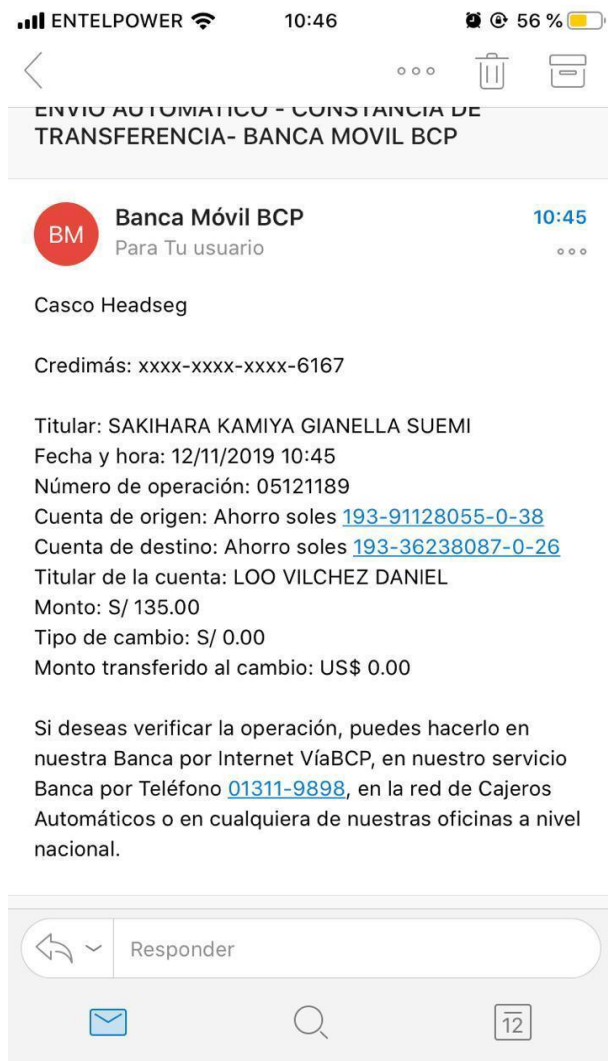 ENTELPOWER 10:46 56 %
ENVIO AUTOMATICO - CONSTANCIA DE
TRANSFERENCIA- BANCA MOVIL BCP
BM
Banca Móvil BCP 10:45
Para Tu usuario
Casco Headseg
Credimás: xxxx-xxxx-xxxx-6167
Titular: SAKIHARA KAMIYA GIANELLA SUEMI
Fecha y hora: 12/11/2019 10:45
Número de operación: 05121189
Cuenta de origen: Ahorro soles 193-91128055-0-38
Cuenta de destino: Ahorro soles 193-36238087-0-26
Titular de la cuenta: LOO VILCHEZ DANIEL
Monto: S/ 135.00
Tipo de cambio: S/ 0.00
Monto transferido al cambio: US$ 0.00
Si deseas verificar la operación, puedes hacerlo en
nuestra Banca por Internet VíaBCP, en nuestro servicio
Banca por Teléfono 01311-9898, en la red de Cajeros
Automáticos o en cualquiera de nuestras oficinas a nivel
nacional.
Responder
12